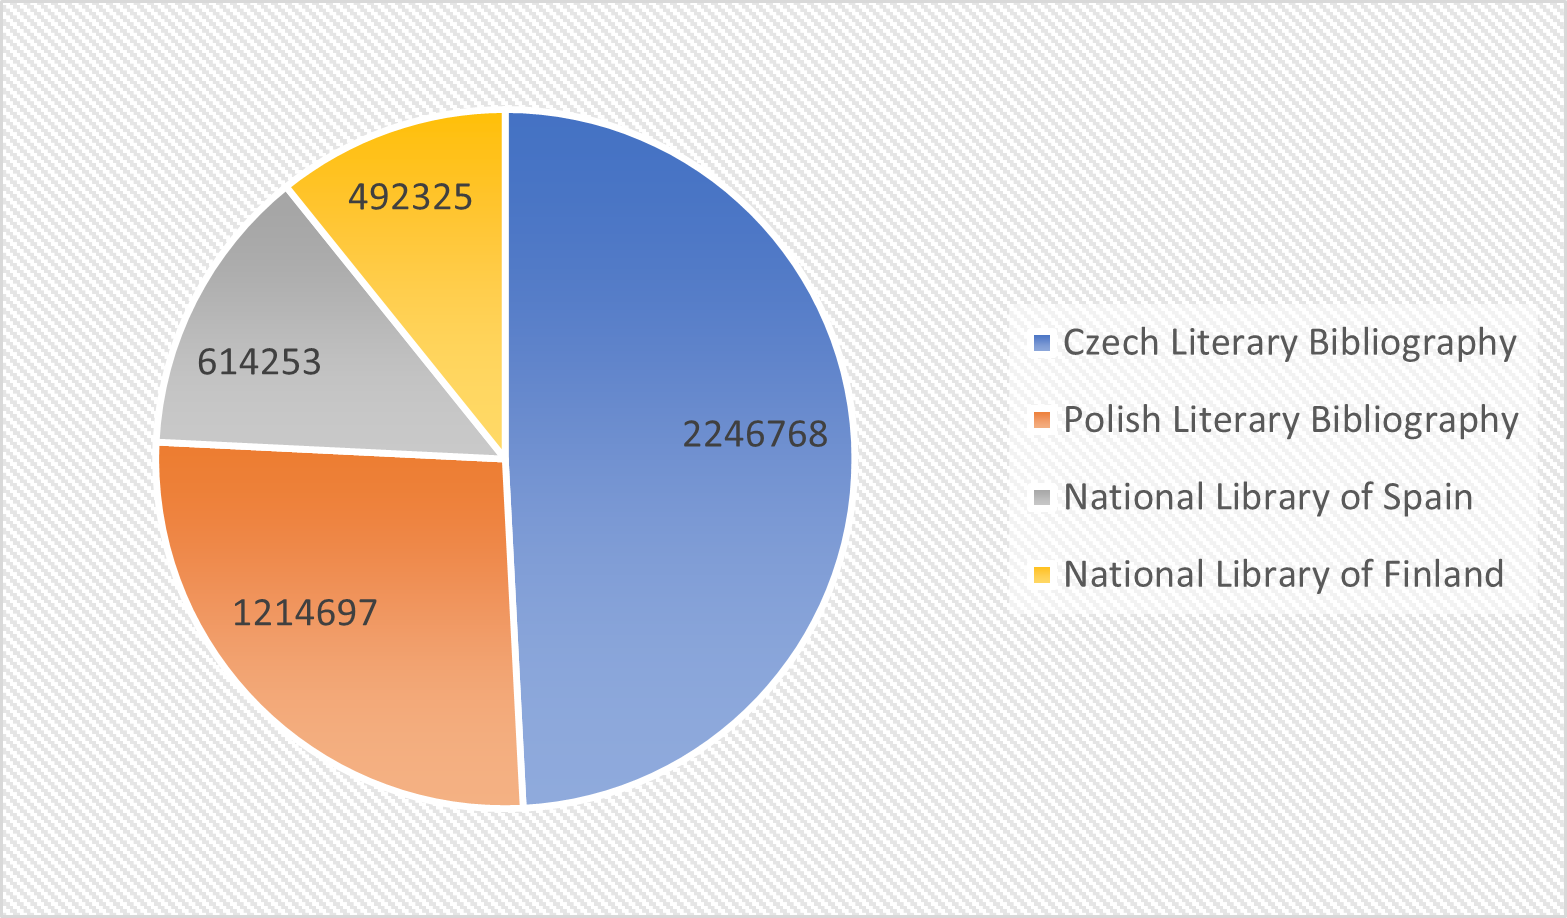 492325
614253
2246768
1214697
Czech Literary Bibliography
Polish Literary Bibliography
National Library of Spain
National Library of Finland